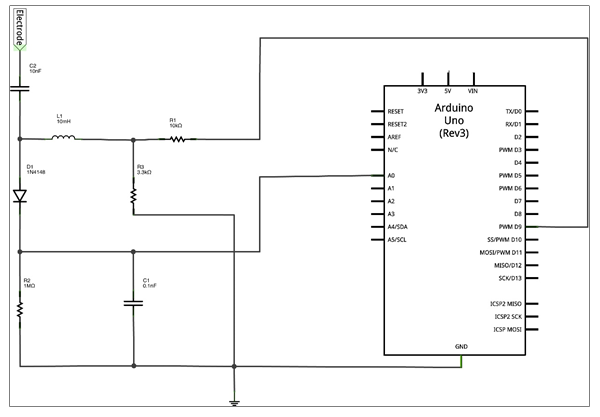 Electrode
C2
10nF
L1
10mH
R1
10kΩ
D1
1N4148
R3
3.3kΩ
R2
1MΩ
C1
0.1nF
3V3
5V
VIN
Arduino
Uno
(Rev3)
RESET
RESET2
AREF
N/C
A0
A1
A2
A3
A4/SDA
A5/SCL
TX/D0
RX/D1
D2
PWM D3
D4
PWM D5
PWM D6
D7
D8
PWM D9
SS/PWM D10
MOSI/PWM D11
MISO/D12
SCK/D13
ICSP2 MISO
ICSP2 SCK
ICSP MOSI
GND